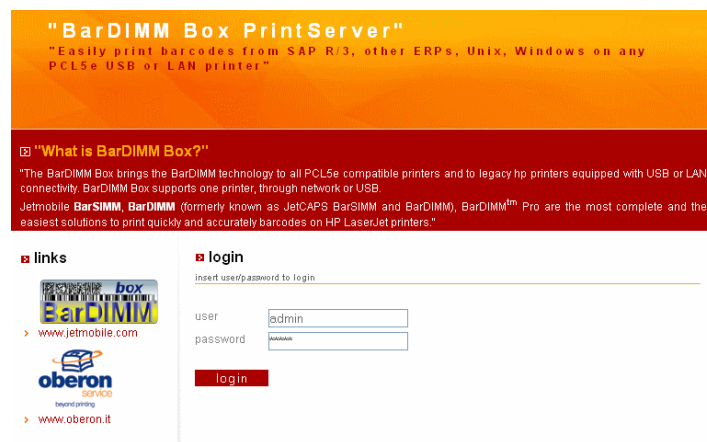 "BarDIMM Box PrintServer"
"Easily print barcodes from SAP R/3, other ERPs, Unix, Windows on any
PCL5e USB or LAN printer"
"What is BarDIMM Box?"
"The BarDIMM Box brings the BarDIMM technology to all PCL5e compatible printers and to legacy hp printers equipped with USB or LAN
connectivity. BarDIMM Box supports one printer, through network or USB.
Jetmobile BarSIMM, BarDIMM (formerly known as JetCAPS BarSIMM and BarDIMM), BarDIMM™ Pro are the most complete and the
easiest solutions to print quickly and accurately barcodes on HP LaserJet printers."
links
box
BarDIMM
www.jetmobile.com
oberon
service
beyond printing
www.oberon.it
login
insert user/password to login
user
admin
password
*****
login